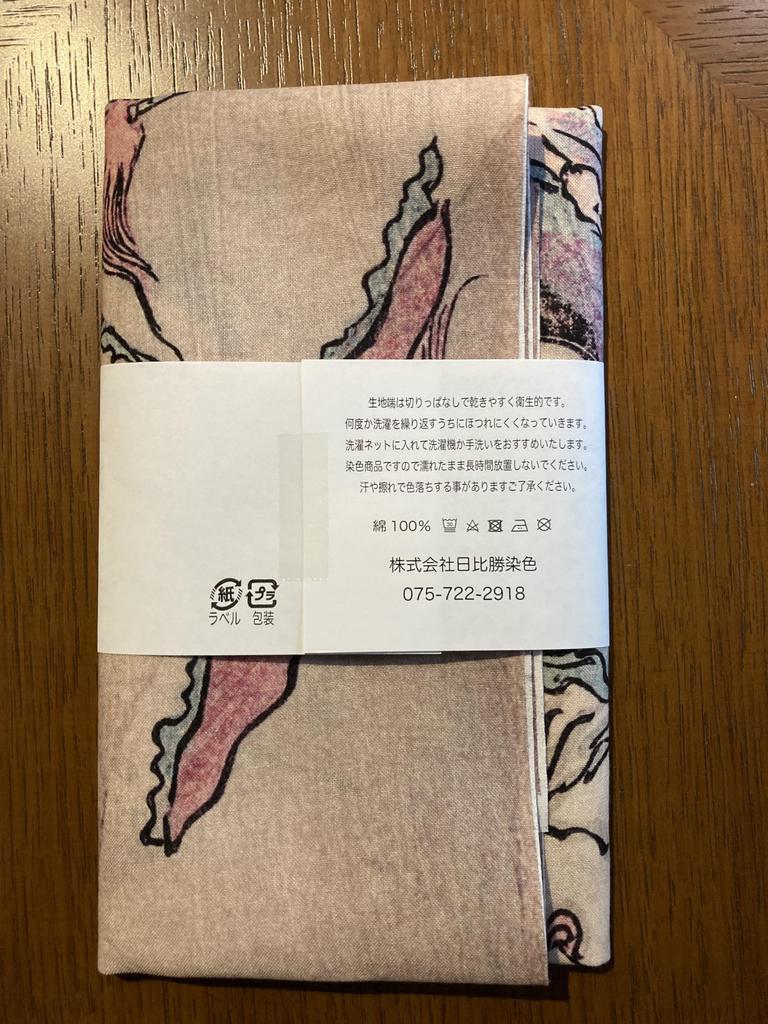 生地端は切りっぱなしで乾きやすく衛生的です。
何度か洗濯を繰り返すうちにほつれにくくなっていきます。
洗濯ネットに入れて洗濯機か手洗いをおすすめいたします。
染色商品ですので濡れたまま長時間放置しないでください。
汗や擦れで色落ちする事がありますご了承ください。
綿100%
株式会社日比勝染色
075-722-2918
紙 プラ
ラベル 包装